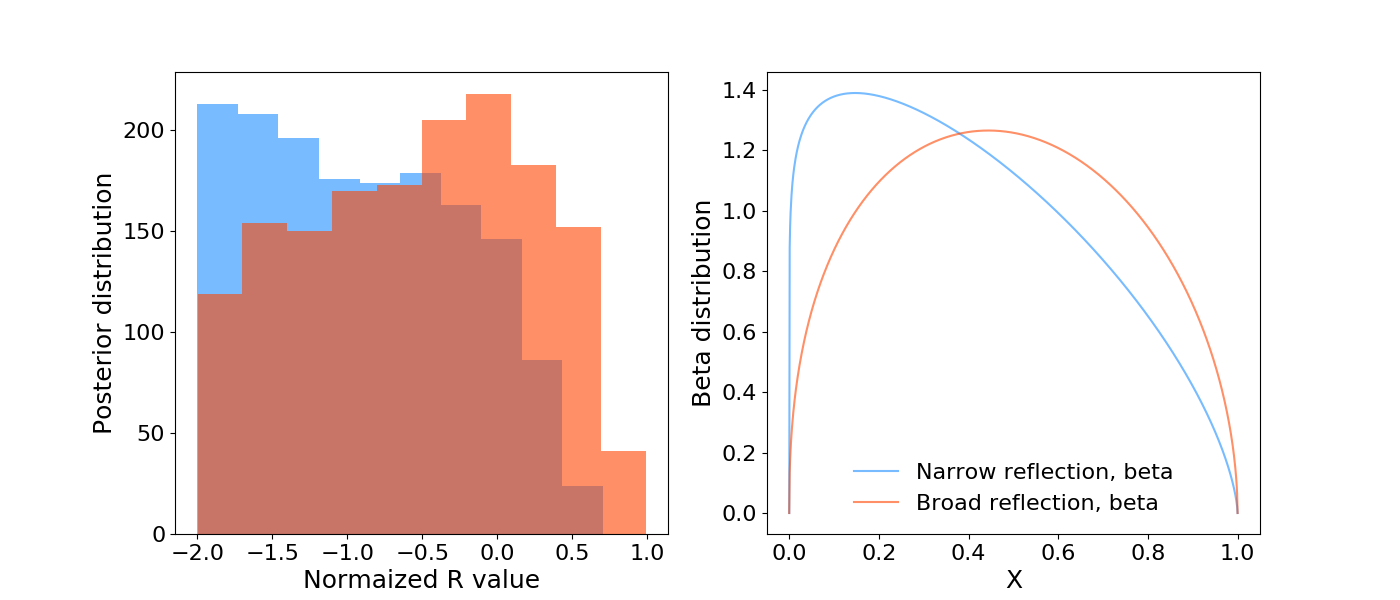 Posterior distribution
200
150
100
50
0
−2.0 −1.5 −1.0 −0.5 0.0 0.5 1.0
Normaized R value
Beta distribution
1.4
1.2
1.0
0.8
0.6
0.4
0.2
0.0
Narrow reflection, beta
Broad reflection, beta
0.0 0.2 0.4 0.6 0.8 1.0
X